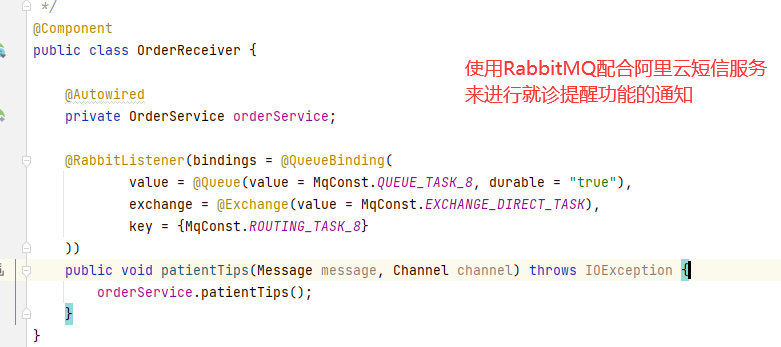 */
@Component
public class OrderReceiver {
使用RabbitMQ配合阿里云短信服务
来进行就诊提醒功能的通知
@Autowired
private OrderService orderService;
@RabbitListener(bindings = @QueueBinding(
value = @Queue(value = MqConst.QUEUE_TASK_8, durable = "true"),
exchange = @Exchange(value = MqConst.EXCHANGE_DIRECT_TASK),
key = {MqConst.ROUTING_TASK_8}
))
public void patientTips(Message message, Channel channel) throws IOException {
orderService.patientTips();
}
}